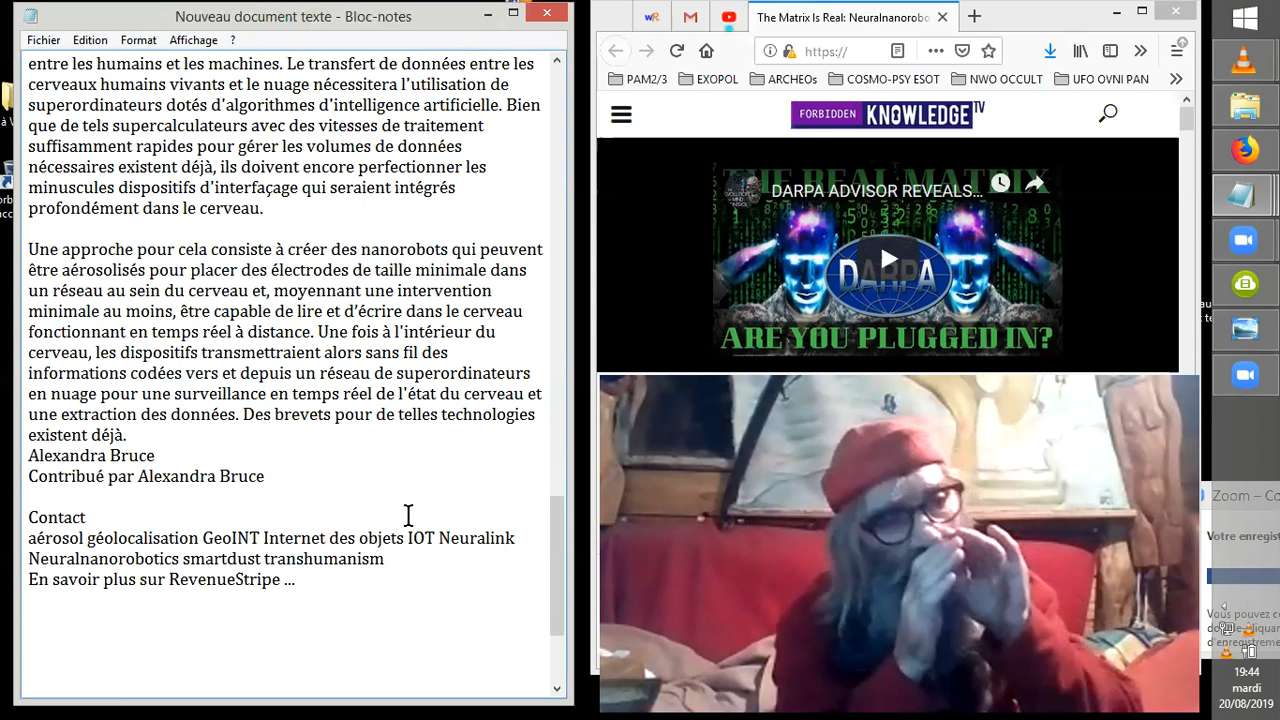 Nouveau document texte - Bloc-notes
Fichier Edition Format Affichage ?
entre les humains et les machines. Le transfert de données entre les
cerveaux humains vivants et le nuage nécessitera l'utilisation de
superordinateurs dotés d'algorithmes d'intelligence artificielle. Bien
que de tels supercalculateurs avec des vitesses de traitement
suffisamment rapides pour gérer les volumes de données
nécessaires existent déjà, ils doivent encore perfectionner les
minuscules dispositifs d'interfaçage qui seraient intégrés
profondément dans le cerveau.
Une approche pour cela consiste à créer des nanorobots qui peuvent
être aérosolisés pour placer des électrodes de taille minimale dans
un réseau au sein du cerveau et, moyennant une intervention
minimale au moins, être capable de lire et d’écrire dans le cerveau
fonctionnant en temps réel à distance. Une fois à l'intérieur du
cerveau, les dispositifs transmettraient alors sans fil des
informations codées vers et depuis un réseau de superordinateurs
en nuage pour une surveillance en temps réel de l'état du cerveau et
une extraction des données. Des brevets pour de telles technologies
existent déjà.
Alexandra Bruce
Contribué par Alexandra Bruce
Contact
aérosol géolocalisation GeoINT Internet des objets IOT Neuralink
Neuralnanorobotics smartdust transhumanism
En savoir plus sur RevenueStripe ...
The Matrix Is Real: Neuralnanorobo
https://
PAM2/3 EXOPOL ARCHEOs COSMO-PSY ESOT NWO OCCULT UFO OVNI PAN
FORBIDDEN KNOWLEDGE TV
THE REAL MATRIX
DARPA ADVISOR REVEALS...
DARPA
ARE YOU PLUGGED IN?
Zoom – Co
Votre enregist
Vous pouvez c
d'enregistreme
19:44
mardi
20/08/2019